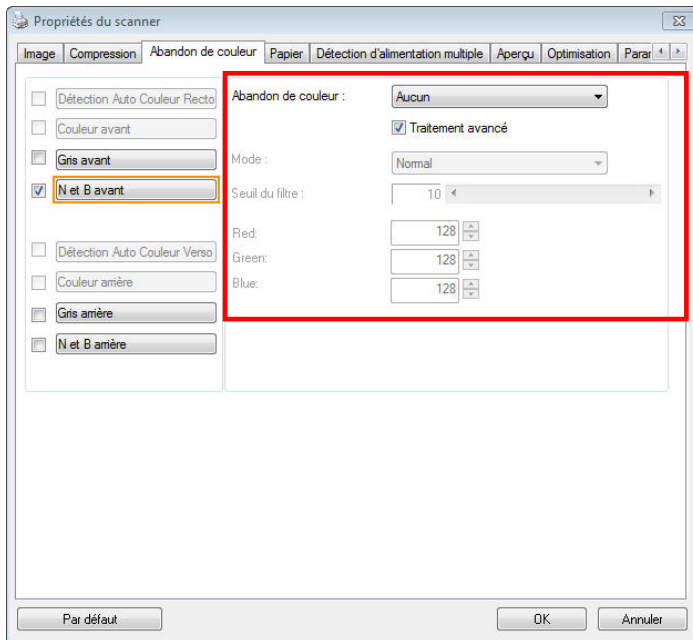 Propriétés du scanner
Image Compression Abandon de couleur Papier Détection d'alimentation multiple Aperçu Optimisation Parar
Détection Auto Couleur Recto
Couleur avant
Gris avant
N et B avant
Détection Auto Couleur Verso
Couleur arrière
Gris arrière
N et B arrière
Abandon de couleur : Aucun
Traitement avancé
Mode : Normal
Seuil du filtre : 10
Red: 128
Green: 128
Blue: 128
Par défaut OK Annuler